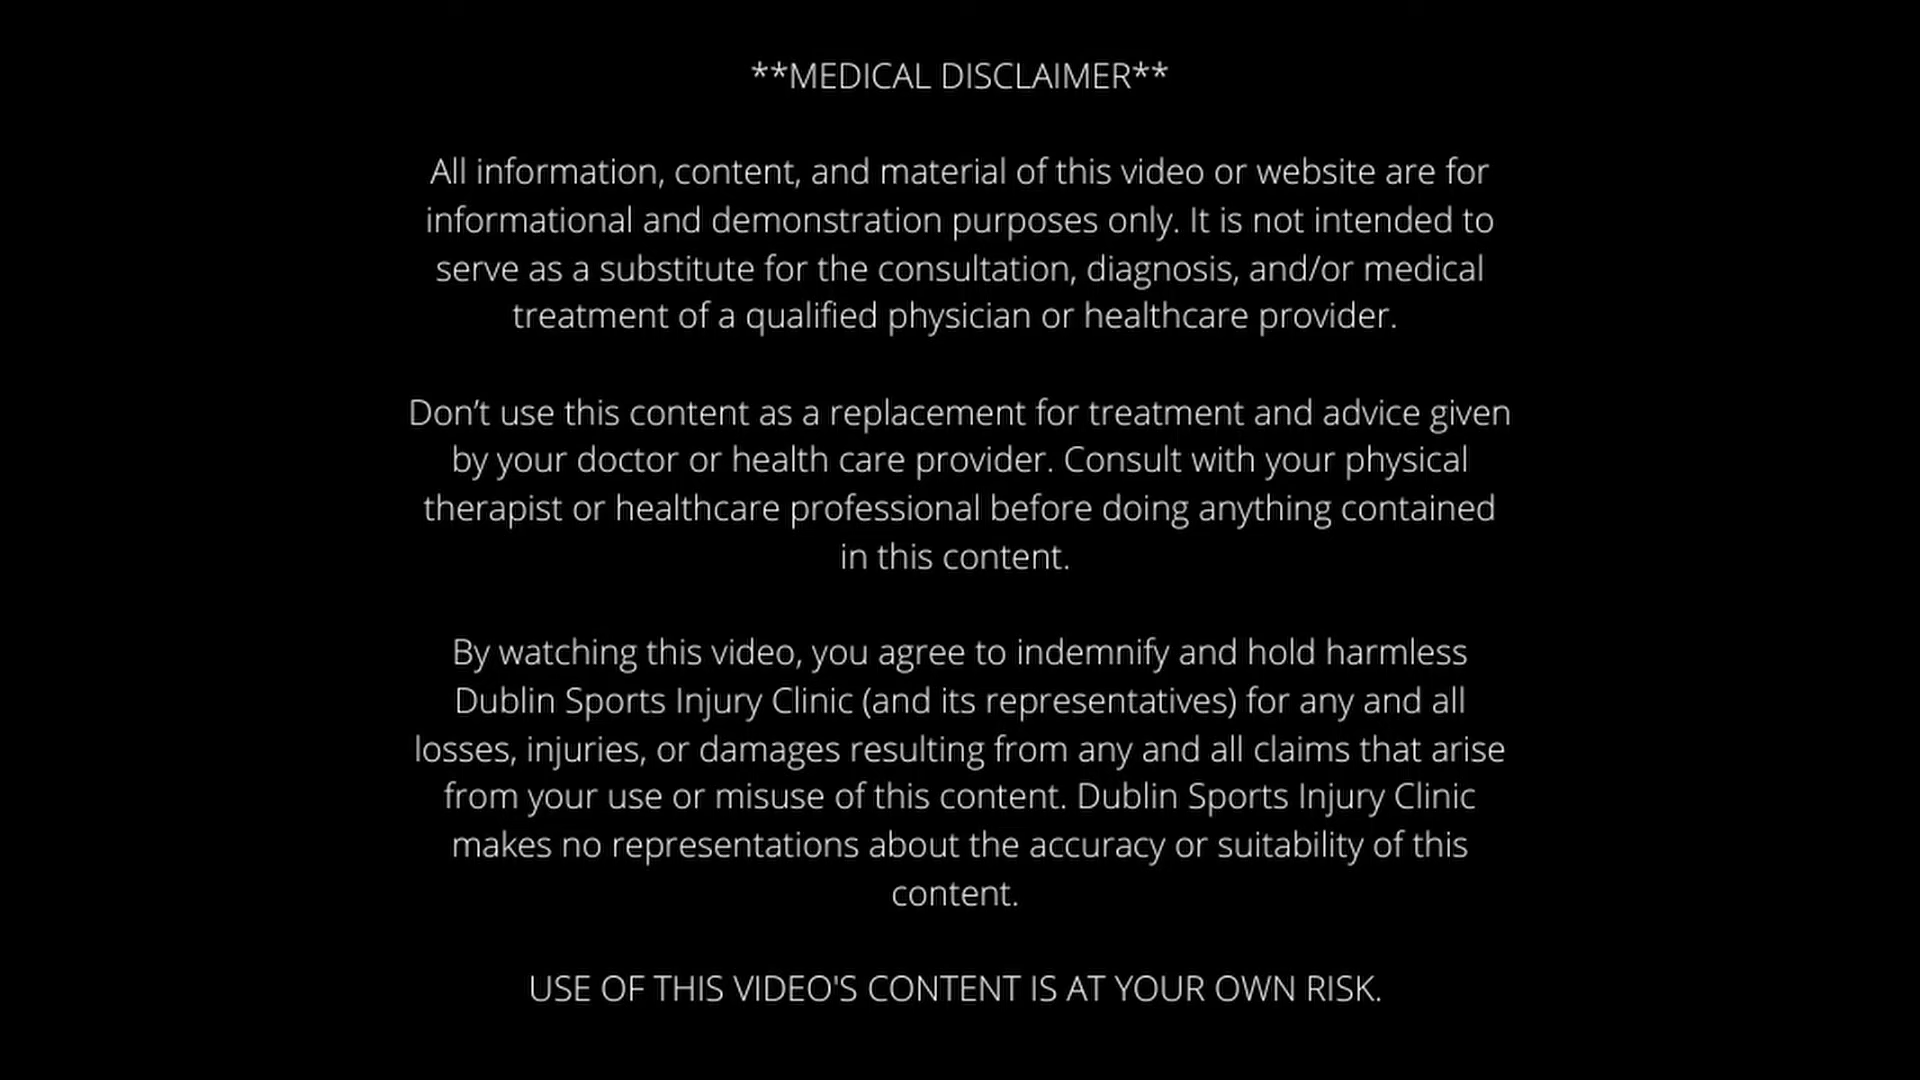 **MEDICAL DISCLAIMER**
All information, content, and material of this video or website are for
informational and demonstration purposes only. It is not intended to
serve as a substitute for the consultation, diagnosis, and/or medical
treatment of a qualified physician or healthcare provider.
Don’t use this content as a replacement for treatment and advice given
by your doctor or health care provider. Consult with your physical
therapist or healthcare professional before doing anything contained
in this content.
By watching this video, you agree to indemnify and hold harmless
Dublin Sports Injury Clinic (and its representatives) for any and all
losses, injuries, or damages resulting from any and all claims that arise
from your use or misuse of this content. Dublin Sports Injury Clinic
makes no representations about the accuracy or suitability of this
content.
USE OF THIS VIDEO'S CONTENT IS AT YOUR OWN RISK.